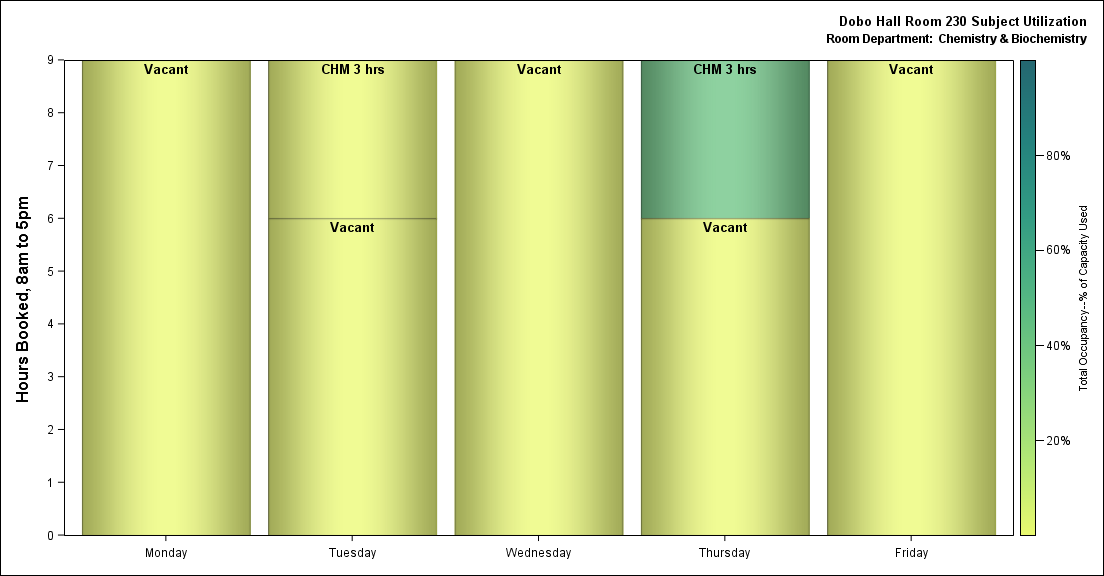 Dobo Hall Room 230 Subject Utilization
Room Department: Chemistry & Biochemistry
Hours Booked, 8am to 5pm
9
8
7
6
5
4
3
2
1
0
Vacant
CHM 3 hrs
Vacant
CHM 3 hrs
Vacant
Vacant
Vacant
Monday
Tuesday
Wednesday
Thursday
Friday
80%
60%
40%
20%
Total Occupancy--% of Capacity Used